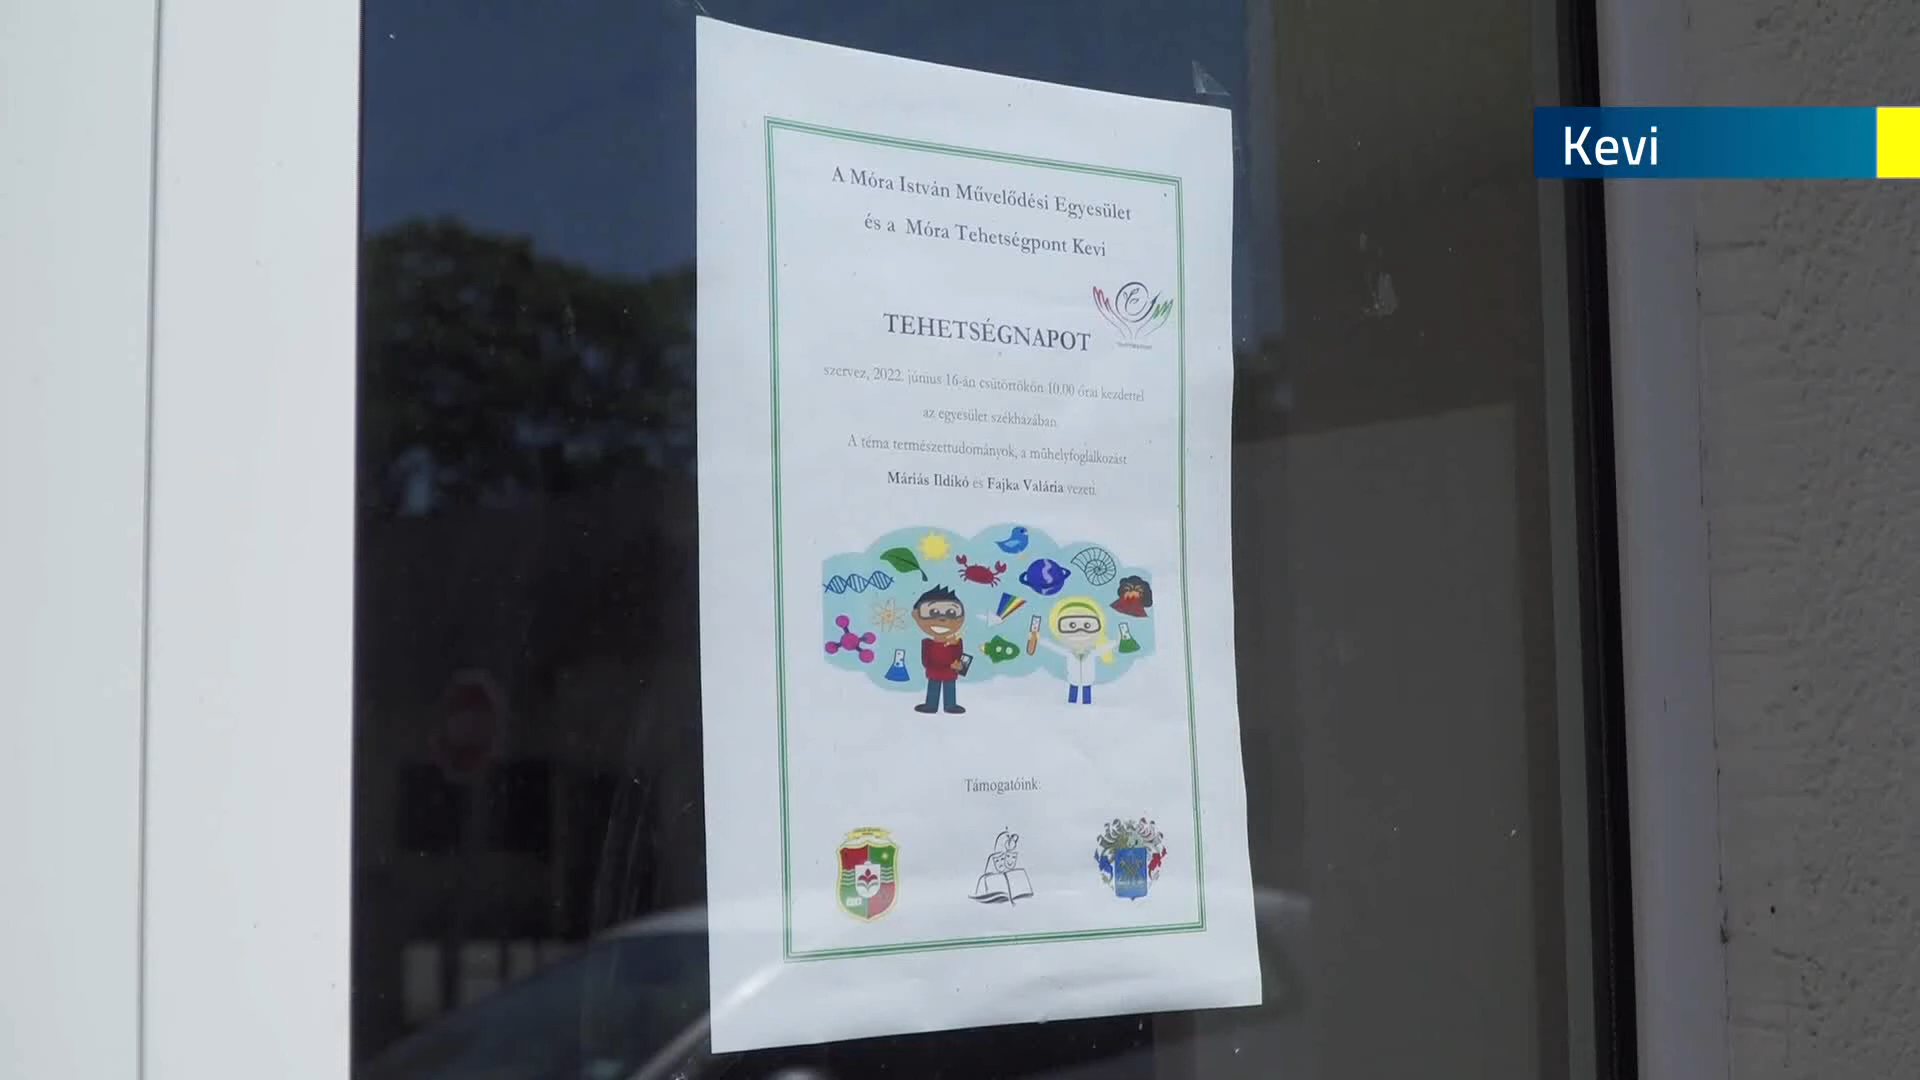 A Móra István Művelődési Egyesület
és a Móra Tehetségpont Kevi
TEHETSÉGNAPOT
szervez, 2022. június 16-án csütörtökön 10.00 órai kezdettel
az egyesület székházában.
A téma természettudományok, a műhelyfoglalkozást
Máriás Ildikó és Fajka Valária vezeti.
Támogatóink:
Kevi